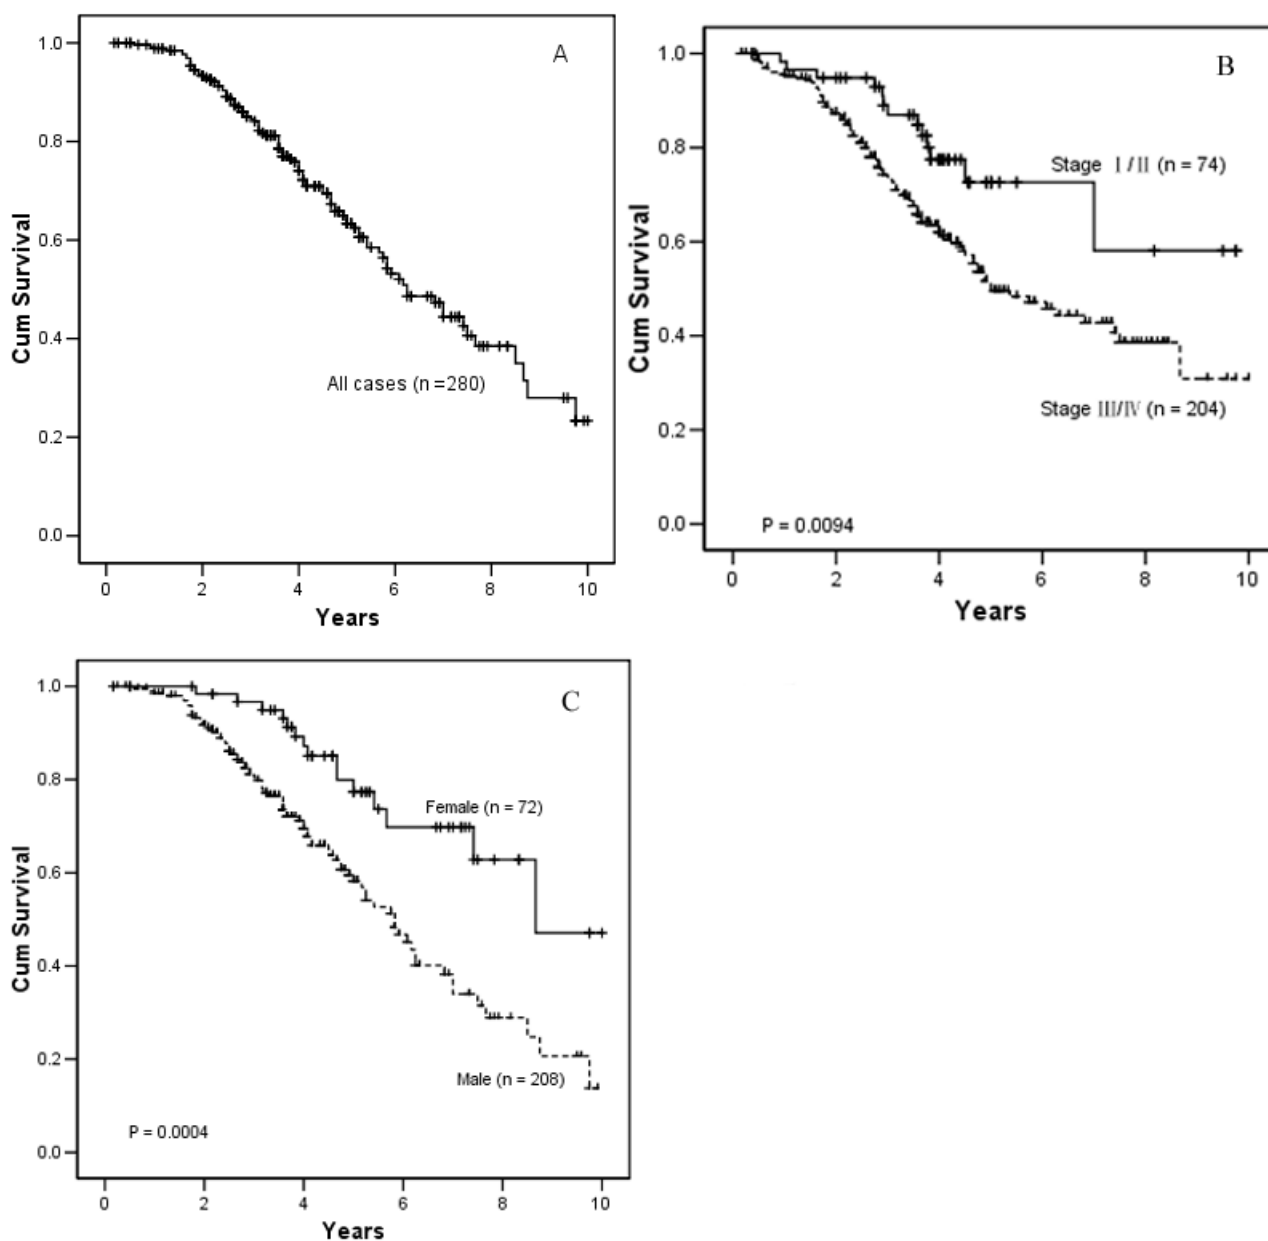 A
1.0
0.8
0.6
0.4
0.2
0.0
Cum Survival
All cases (n =280)
0 2 4 6 8 10
Years
B
1.0
0.8
0.6
0.4
0.2
0.0
Cum Survival
Stage Ⅰ/Ⅱ (n = 74)
Stage Ⅲ/Ⅳ (n = 204)
P = 0.0094
0 2 4 6 8 10
Years
C
1.0
0.8
0.6
0.4
0.2
0.0
Cum Survival
Female (n = 72)
Male (n = 208)
P = 0.0004
0 2 4 6 8 10
Years